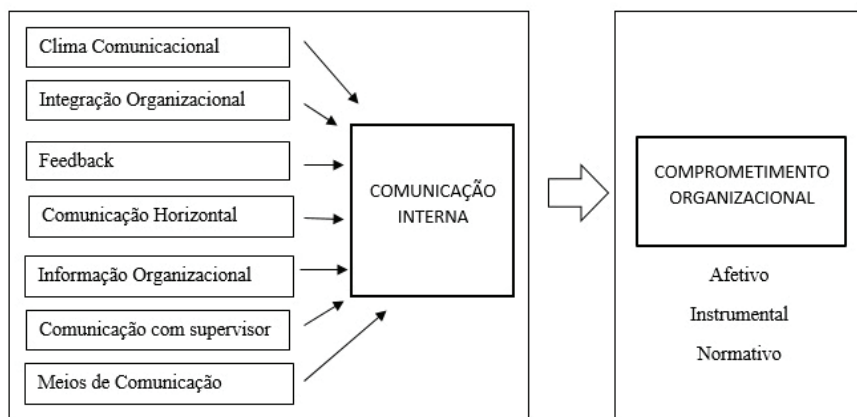 Clima Comunicacional
Integração Organizacional
Feedback
Comunicação Horizontal
Informação Organizacional
Comunicação com supervisor
Meios de Comunicação
COMUNICAÇÃO
INTERNA
COMPROMETIMENTO
ORGANIZACIONAL
Afetivo
Instrumental
Normativo